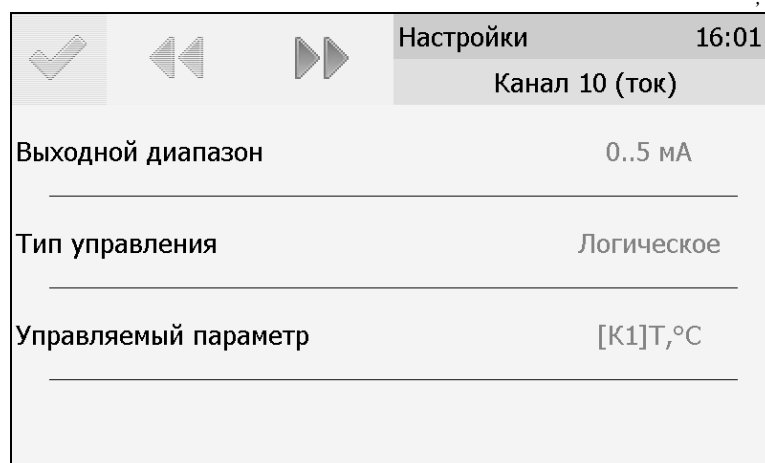 Настройки 16:01
Канал 10 (ток)
Выходной диапазон 0..5 мА
Тип управления Логическое
Управляемый параметр [К1]Т,°С